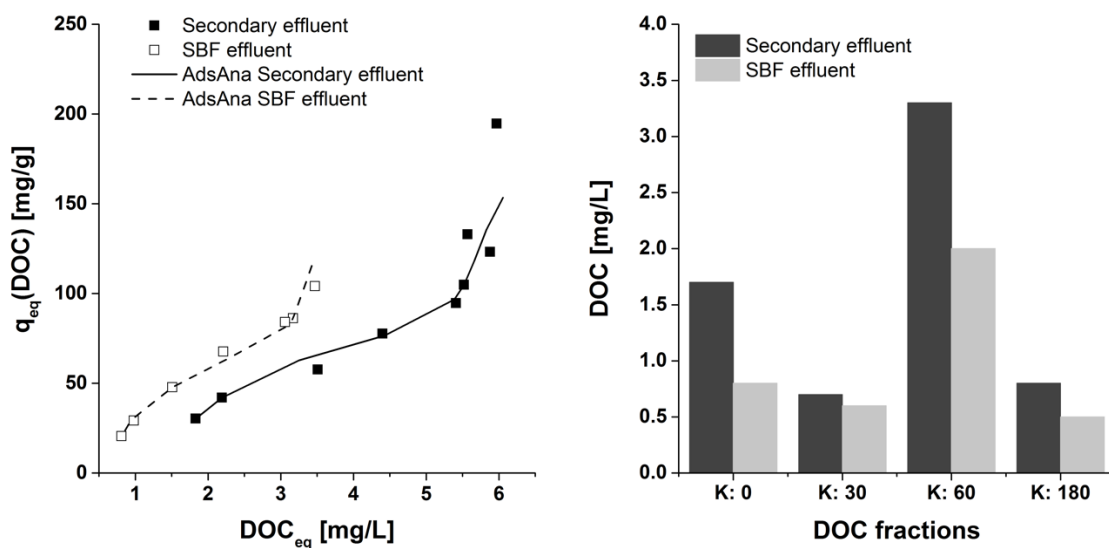 250
200
150
100
50
0
q_eq(DOC) [mg/g]
Secondary effluent
SBF effluent
AdsAna Secondary effluent
AdsAna SBF effluent
1 2 3 4 5 6
DOC_eq [mg/L]
4.0
3.5
3.0
2.5
2.0
1.5
1.0
0.5
0.0
DOC [mg/L]
Secondary effluent
SBF effluent
K: 0 K: 30 K: 60 K: 180
DOC fractions